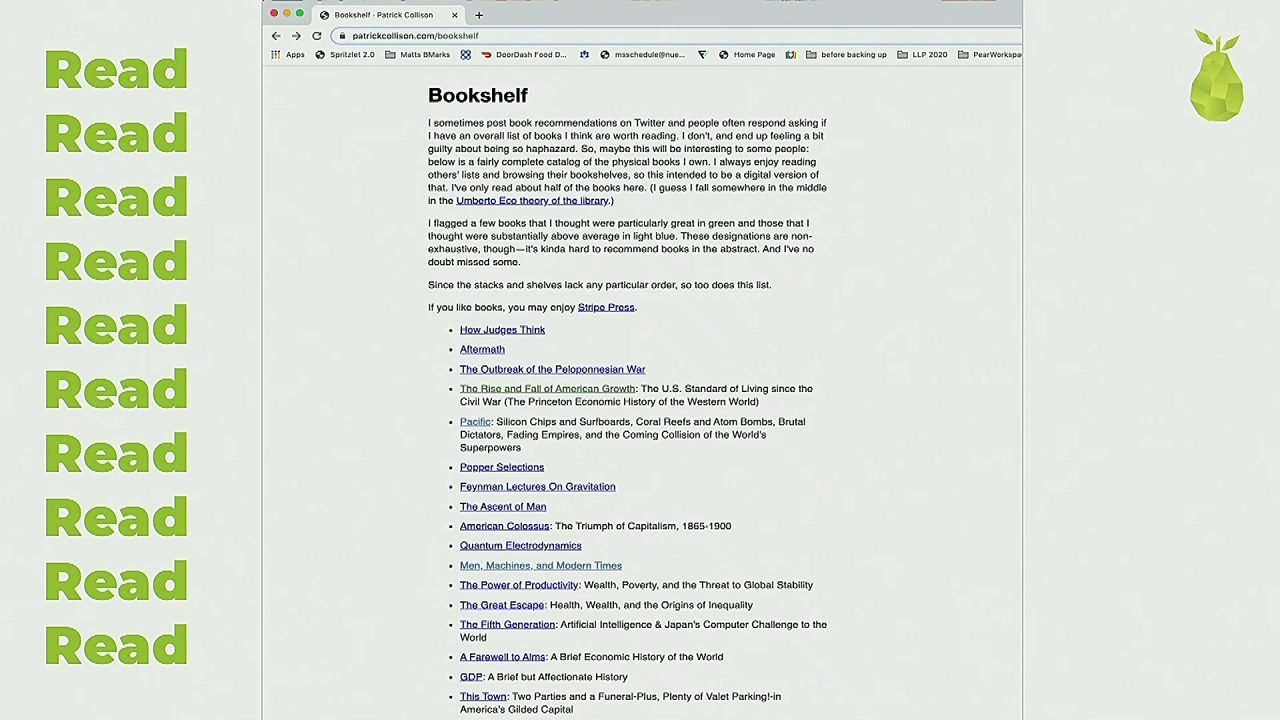 Read
Read
Read
Read
Read
Read
Read
Read
Read
Read
Bookshelf · Patrick Collison
patrickcollison.com/bookshelf
Apps Spritzlet 2.0 Matts BMarks DoorDash Food D... msschedule@nue... Home Page before backing up LLP 2020 PearWorkspa
Bookshelf
I sometimes post book recommendations on Twitter and people often respond asking if
I have an overall list of books I think are worth reading. I don't, and end up feeling a bit
guilty about being so haphazard. So, maybe this will be interesting to some people:
below is a fairly complete catalog of the physical books I own. I always enjoy reading
others' lists and browsing their bookshelves, so this intended to be a digital version of
that. I've only read about half of the books here. (I guess I fall somewhere in the middle
in the Umberto Eco theory of the library.)
I flagged a few books that I thought were particularly great in green and those that I
thought were substantially above average in light blue. These designations are non-
exhaustive, though—it's kinda hard to recommend books in the abstract. And I've no
doubt missed some.
Since the stacks and shelves lack any particular order, so too does this list.
If you like books, you may enjoy Stripe Press.
• How Judges Think
• Aftermath
• The Outbreak of the Peloponnesian War
• The Rise and Fall of American Growth: The U.S. Standard of Living since the
Civil War (The Princeton Economic History of the Western World)
• Pacific: Silicon Chips and Surfboards, Coral Reefs and Atom Bombs, Brutal
Dictators, Fading Empires, and the Coming Collision of the World's
Superpowers
• Popper Selections
• Feynman Lectures On Gravitation
• The Ascent of Man
• American Colossus: The Triumph of Capitalism, 1865-1900
• Quantum Electrodynamics
• Men, Machines, and Modern Times
• The Power of Productivity: Wealth, Poverty, and the Threat to Global Stability
• The Great Escape: Health, Wealth, and the Origins of Inequality
• The Fifth Generation: Artificial Intelligence & Japan's Computer Challenge to the
World
• A Farewell to Alms: A Brief Economic History of the World
• GDP: A Brief but Affectionate History
• This Town: Two Parties and a Funeral-Plus, Plenty of Valet Parking!-in
America's Gilded Capital